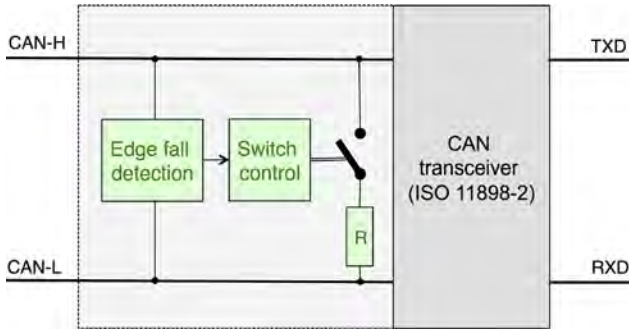 CAN-H
TXD
Edge fall
detection
Switch
control
CAN
transceiver
(ISO 11898-2)
R
CAN-L
RXD